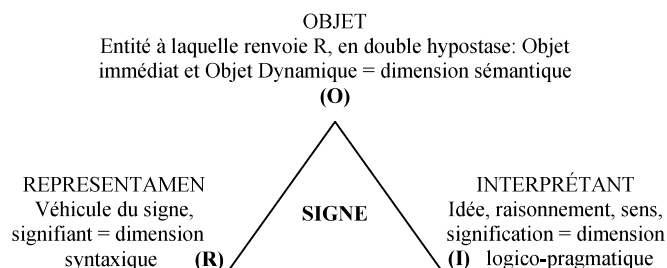 OBJET
Entité à laquelle renvoie R, en double hypostase: Objet
immédiat et Objet Dynamique = dimension sémantique
(O)
REPRESENTAMEN
Véhicule du signe,
signifiant = dimension
syntaxique (R)
SIGNE
INTERPRÉTANT
Idée, raisonnement, sens,
signification = dimension
(I) logico-pragmatique